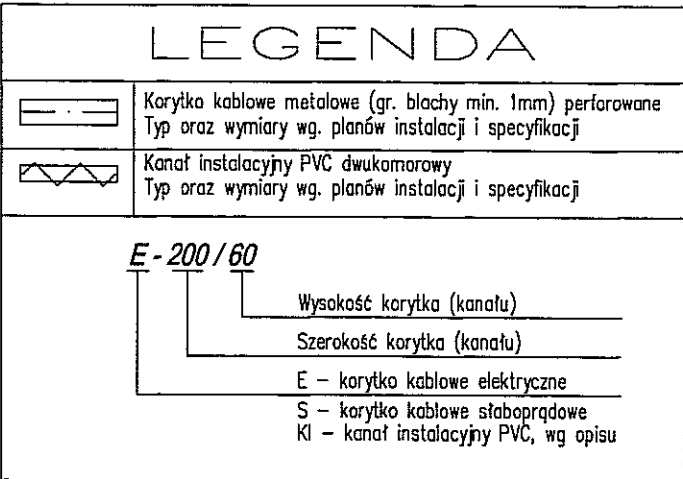 LEGENDA
Korytko kablowe metalowe (gr. blachy min. 1mm) perforowane
Typ oraz wymiary wg. planów instalacji i specyfikacji
Kanał instalacyjny PVC dwukomorowy
Typ oraz wymiary wg. planów instalacji i specyfikacji
E - 200 / 60
Wysokość korytka (kanału)
Szerokość korytka (kanału)
E – korytko kablowe elektryczne
S – korytko kablowe słaboprądowe
KI – kanał instalacyjny PVC, wg opisu